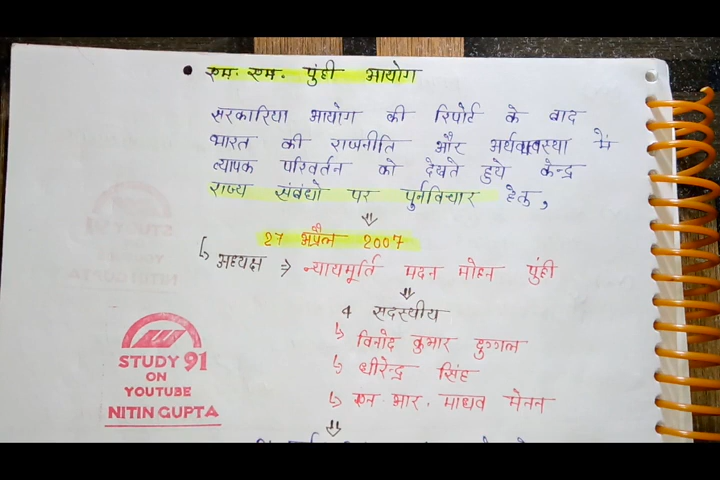 • एम. एम. पुंछी आयोग
सरकारिया आयोग की रिपोर्ट के बाद
भारत की राजनीति और अर्थव्यवस्था में
व्यापक परिवर्तन को देखते हुये केन्द्र
राज्य संबंधो पर पुर्नविचार हेतु,
⇓
27 अप्रैल 2007
↳ अध्यक्ष ⇒ न्यायमूर्ति मदन मोहन पुंछी
⇓
4 सदस्यीय
↳ विनोद कुमार दुग्गल
↳ धीरेन्द्र सिंह
↳ एन. आर. माधव मेनन
⇓
STUDY 91
ON
YOUTUBE
NITIN GUPTA